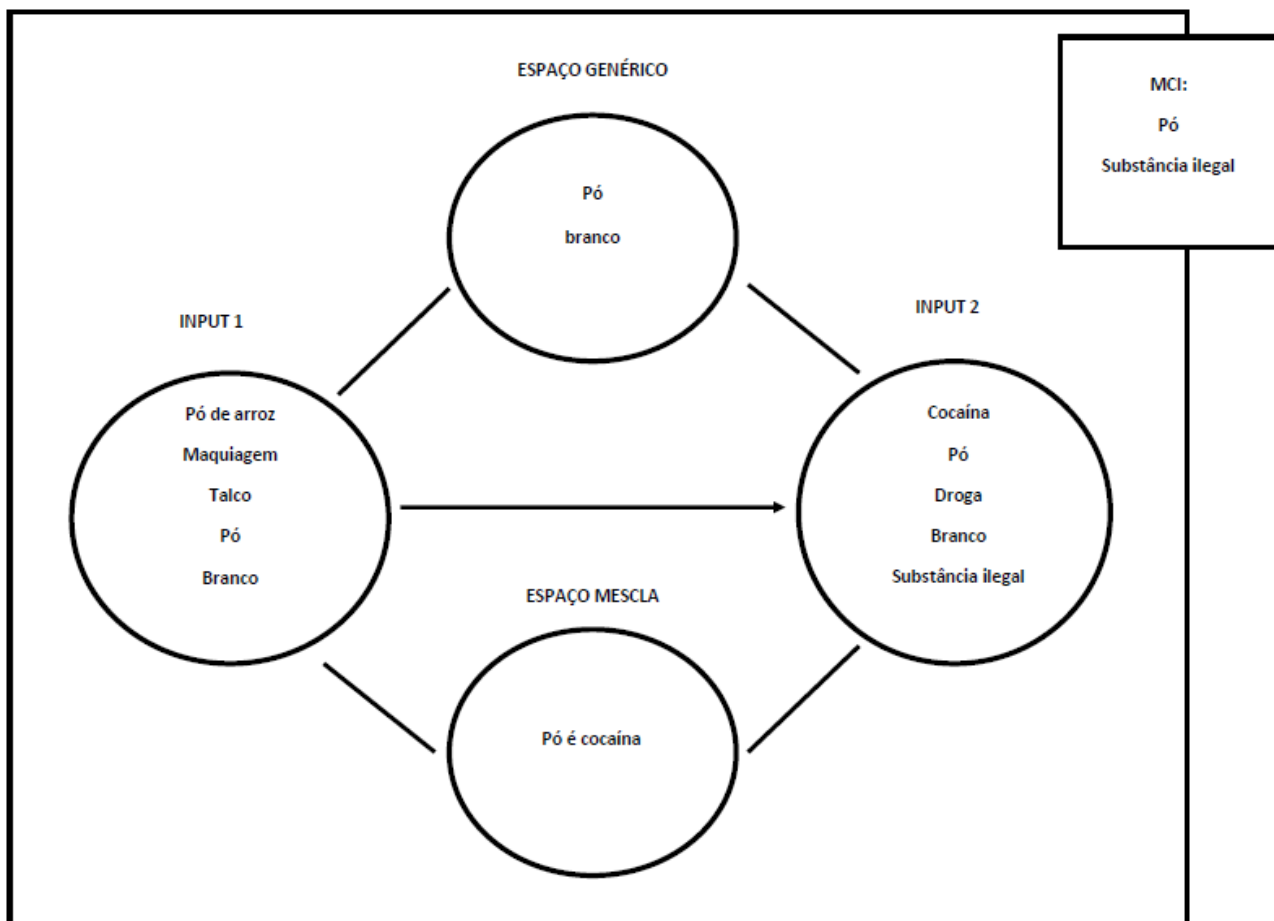 ESPAÇO GENÉRICO
MCI:
Pó
Substância ilegal
Pó
branco
INPUT 1
INPUT 2
Pó de arroz
Maquiagem
Talco
Pó
Branco
Cocaína
Pó
Droga
Branco
Substância ilegal
ESPAÇO MESCLA
Pó é cocaína